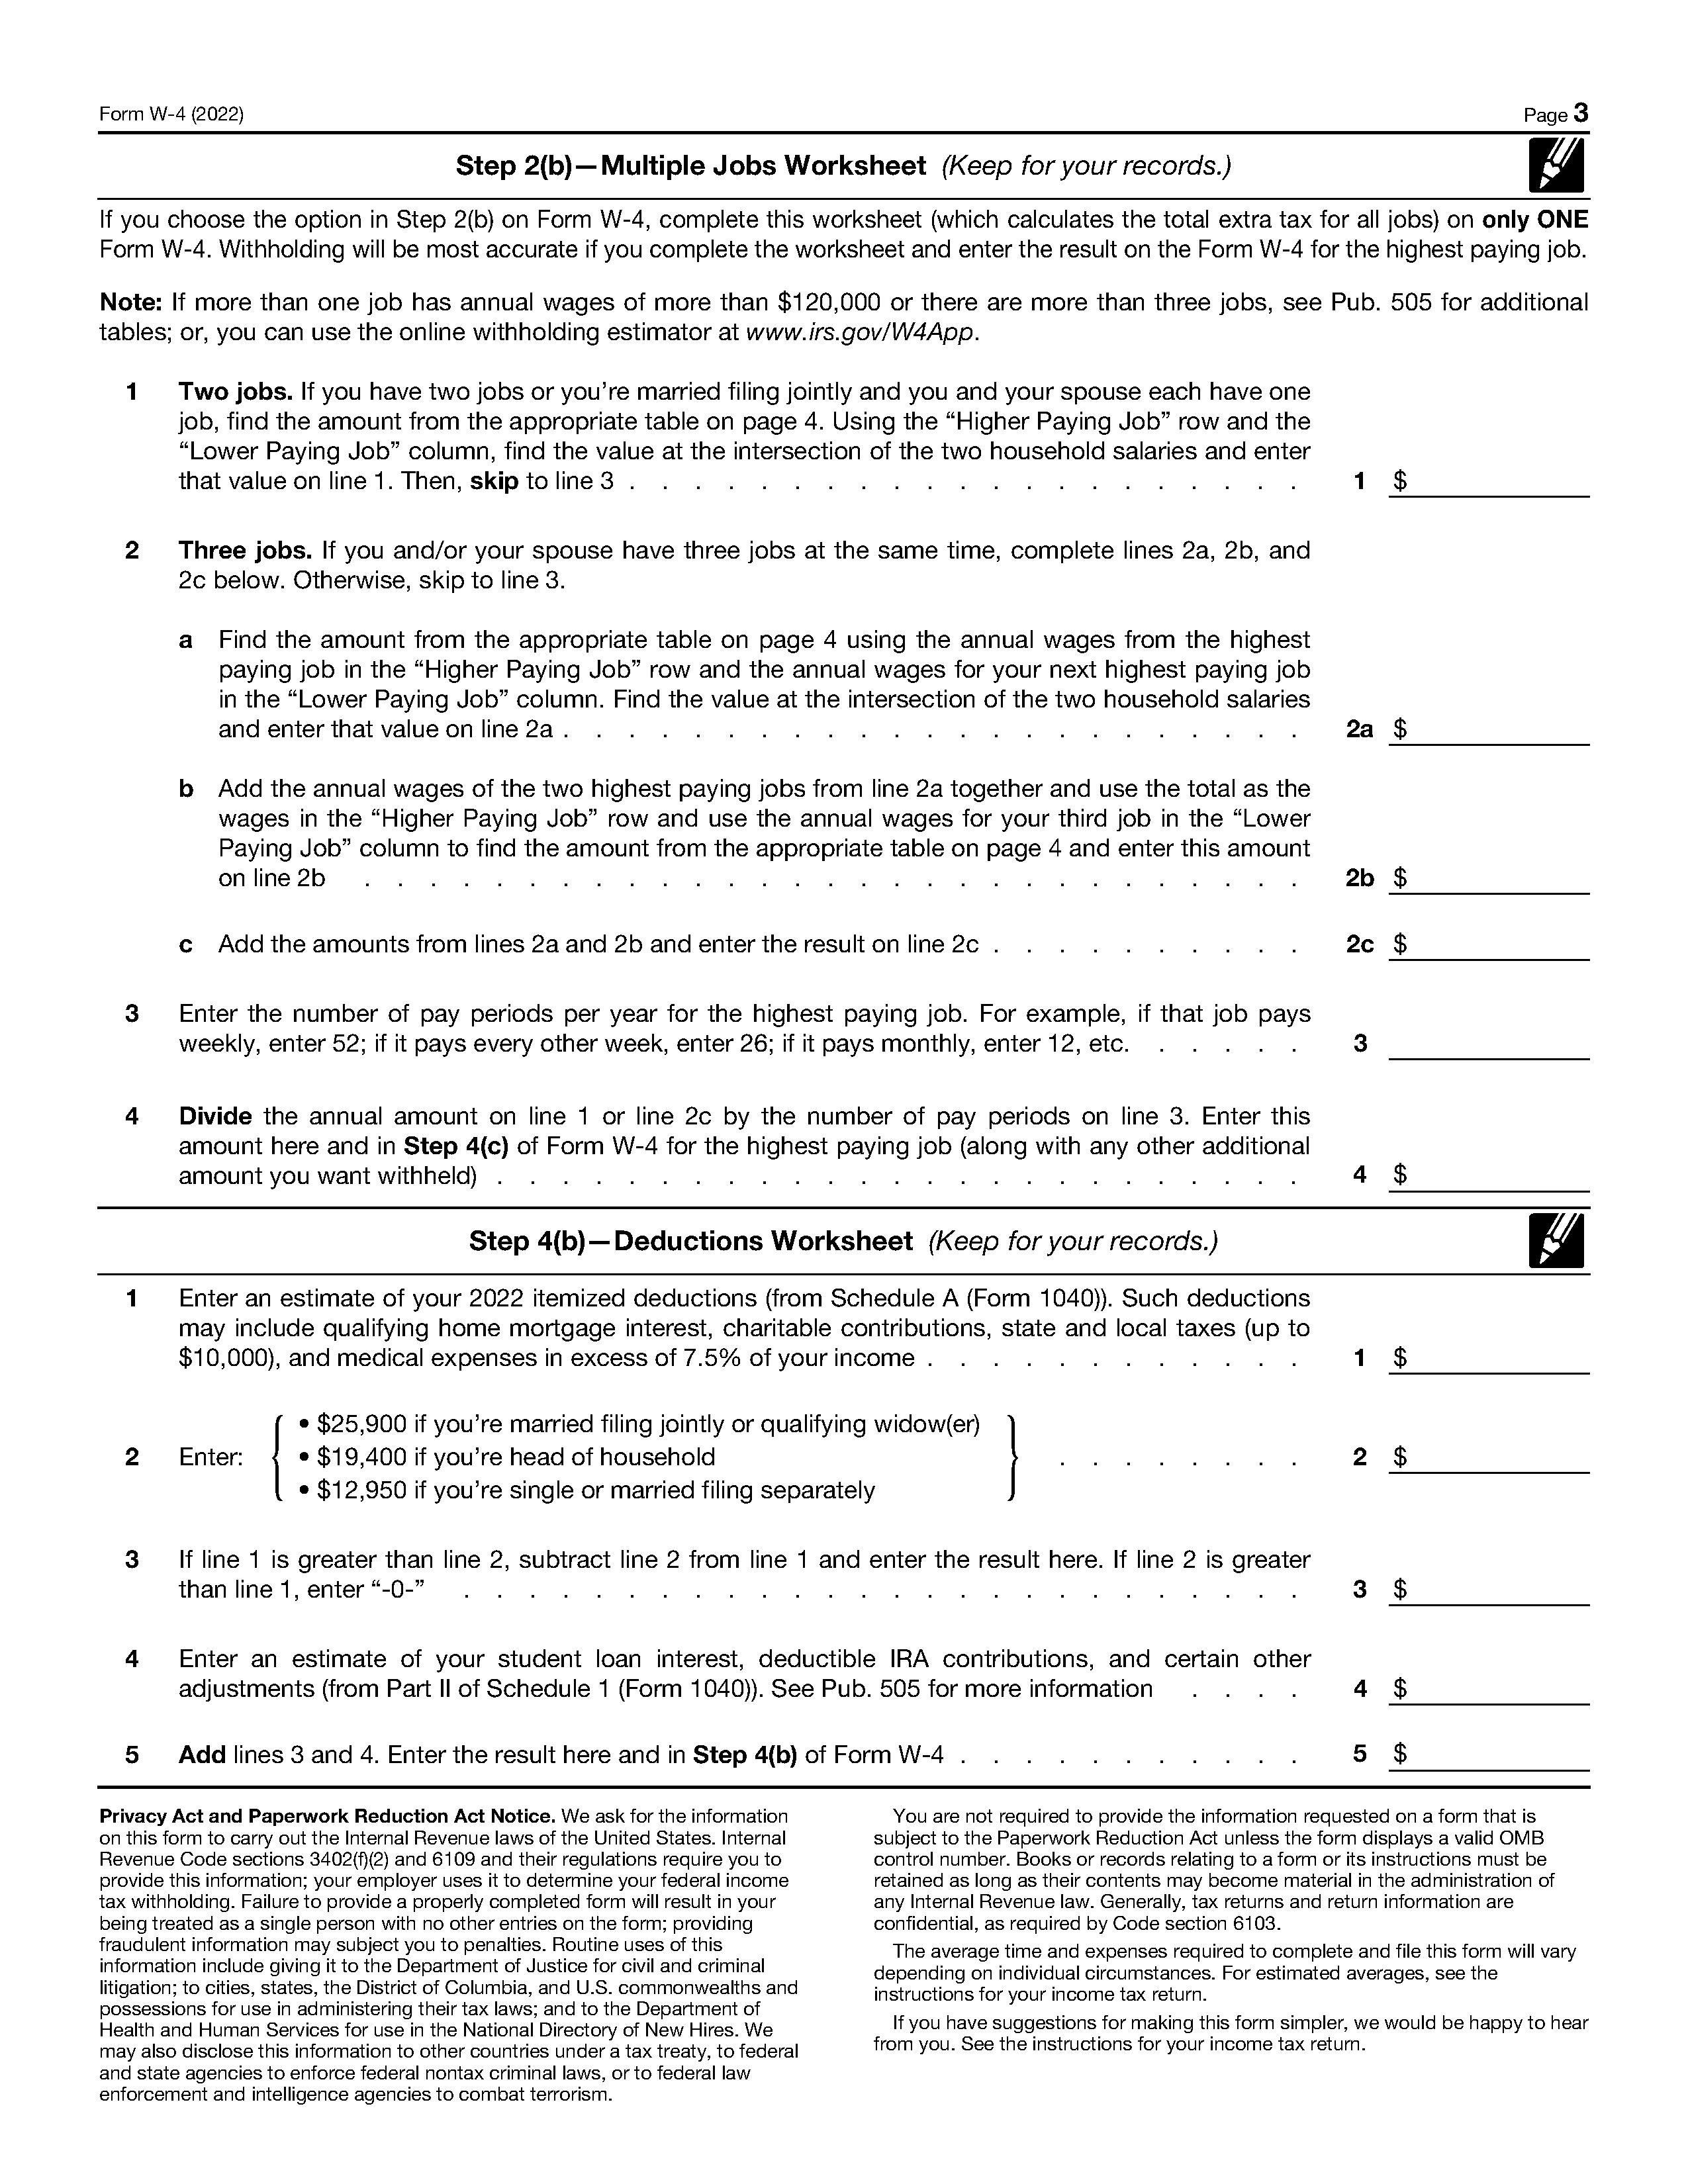 Form W-4 (2022) Page 3
Step 2(b)—Multiple Jobs Worksheet (Keep for your records.)
If you choose the option in Step 2(b) on Form W-4, complete this worksheet (which calculates the total extra tax for all jobs) on only ONE
Form W-4. Withholding will be most accurate if you complete the worksheet and enter the result on the Form W-4 for the highest paying job.
Note: If more than one job has annual wages of more than $120,000 or there are more than three jobs, see Pub. 505 for additional
tables; or, you can use the online withholding estimator at www.irs.gov/W4App.
1 Two jobs. If you have two jobs or you’re married filing jointly and you and your spouse each have one
job, find the amount from the appropriate table on page 4. Using the “Higher Paying Job” row and the
“Lower Paying Job” column, find the value at the intersection of the two household salaries and enter
that value on line 1. Then, skip to line 3 . . . . . . . . . . . . . . . . . . . . . 1 $
2 Three jobs. If you and/or your spouse have three jobs at the same time, complete lines 2a, 2b, and
2c below. Otherwise, skip to line 3.
a Find the amount from the appropriate table on page 4 using the annual wages from the highest
paying job in the “Higher Paying Job” row and the annual wages for your next highest paying job
in the “Lower Paying Job” column. Find the value at the intersection of the two household salaries
and enter that value on line 2a . . . . . . . . . . . . . . . . . . . . . . . 2a $
b Add the annual wages of the two highest paying jobs from line 2a together and use the total as the
wages in the “Higher Paying Job” row and use the annual wages for your third job in the “Lower
Paying Job” column to find the amount from the appropriate table on page 4 and enter this amount
on line 2b . . . . . . . . . . . . . . . . . . . . . . . . . . . . . 2b $
c Add the amounts from lines 2a and 2b and enter the result on line 2c . . . . . . . . . . 2c $
3 Enter the number of pay periods per year for the highest paying job. For example, if that job pays
weekly, enter 52; if it pays every other week, enter 26; if it pays monthly, enter 12, etc. . . . . . 3
4 Divide the annual amount on line 1 or line 2c by the number of pay periods on line 3. Enter this
amount here and in Step 4(c) of Form W-4 for the highest paying job (along with any other additional
amount you want withheld) . . . . . . . . . . . . . . . . . . . . . . . . . 4 $
Step 4(b)—Deductions Worksheet (Keep for your records.)
1 Enter an estimate of your 2022 itemized deductions (from Schedule A (Form 1040)). Such deductions
may include qualifying home mortgage interest, charitable contributions, state and local taxes (up to
$10,000), and medical expenses in excess of 7.5% of your income . . . . . . . . . . . . 1 $
• $25,900 if you’re married filing jointly or qualifying widow(er)
2 Enter: • $19,400 if you’re head of household . . . . . . . . 2 $
• $12,950 if you’re single or married filing separately
3 If line 1 is greater than line 2, subtract line 2 from line 1 and enter the result here. If line 2 is greater
than line 1, enter “-0-” . . . . . . . . . . . . . . . . . . . . . . . . . . 3 $
4 Enter an estimate of your student loan interest, deductible IRA contributions, and certain other
adjustments (from Part II of Schedule 1 (Form 1040)). See Pub. 505 for more information . . . . 4 $
5 Add lines 3 and 4. Enter the result here and in Step 4(b) of Form W-4 . . . . . . . . . . . 5 $
Privacy Act and Paperwork Reduction Act Notice. We ask for the information
on this form to carry out the Internal Revenue laws of the United States. Internal
Revenue Code sections 3402(f)(2) and 6109 and their regulations require you to
provide this information; your employer uses it to determine your federal income
tax withholding. Failure to provide a properly completed form will result in your
being treated as a single person with no other entries on the form; providing
fraudulent information may subject you to penalties. Routine uses of this
information include giving it to the Department of Justice for civil and criminal
litigation; to cities, states, the District of Columbia, and U.S. commonwealths and
possessions for use in administering their tax laws; and to the Department of
Health and Human Services for use in the National Directory of New Hires. We
may also disclose this information to other countries under a tax treaty, to federal
and state agencies to enforce federal nontax criminal laws, or to federal law
enforcement and intelligence agencies to combat terrorism.
You are not required to provide the information requested on a form that is
subject to the Paperwork Reduction Act unless the form displays a valid OMB
control number. Books or records relating to a form or its instructions must be
retained as long as their contents may become material in the administration of
any Internal Revenue law. Generally, tax returns and return information are
confidential, as required by Code section 6103.
The average time and expenses required to complete and file this form will vary
depending on individual circumstances. For estimated averages, see the
instructions for your income tax return.
If you have suggestions for making this form simpler, we would be happy to hear
from you. See the instructions for your income tax return.